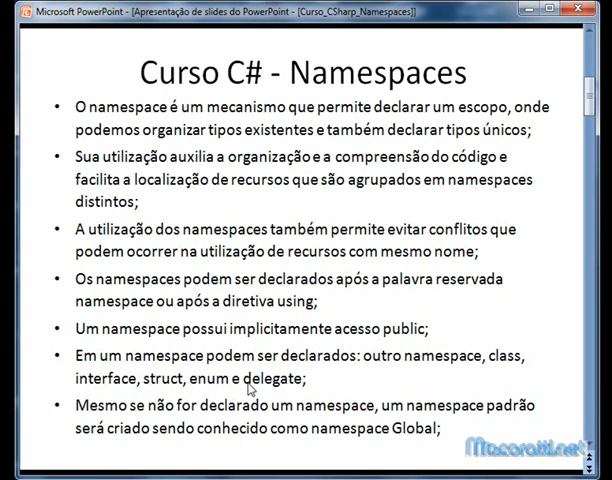 Microsoft PowerPoint - [Apresentação de slides do PowerPoint - [Curso_CSharp_Namespaces]]
Curso C# - Namespaces
• O namespace é um mecanismo que permite declarar um escopo, onde
podemos organizar tipos existentes e também declarar tipos únicos;
• Sua utilização auxilia a organização e a compreensão do código e
facilita a localização de recursos que são agrupados em namespaces
distintos;
• A utilização dos namespaces também permite evitar conflitos que
podem ocorrer na utilização de recursos com mesmo nome;
• Os namespaces podem ser declarados após a palavra reservada
namespace ou após a diretiva using;
• Um namespace possui implicitamente acesso public;
• Em um namespace podem ser declarados: outro namespace, class,
interface, struct, enum e delegate;
• Mesmo se não for declarado um namespace, um namespace padrão
será criado sendo conhecido como namespace Global;
Macoratti.net